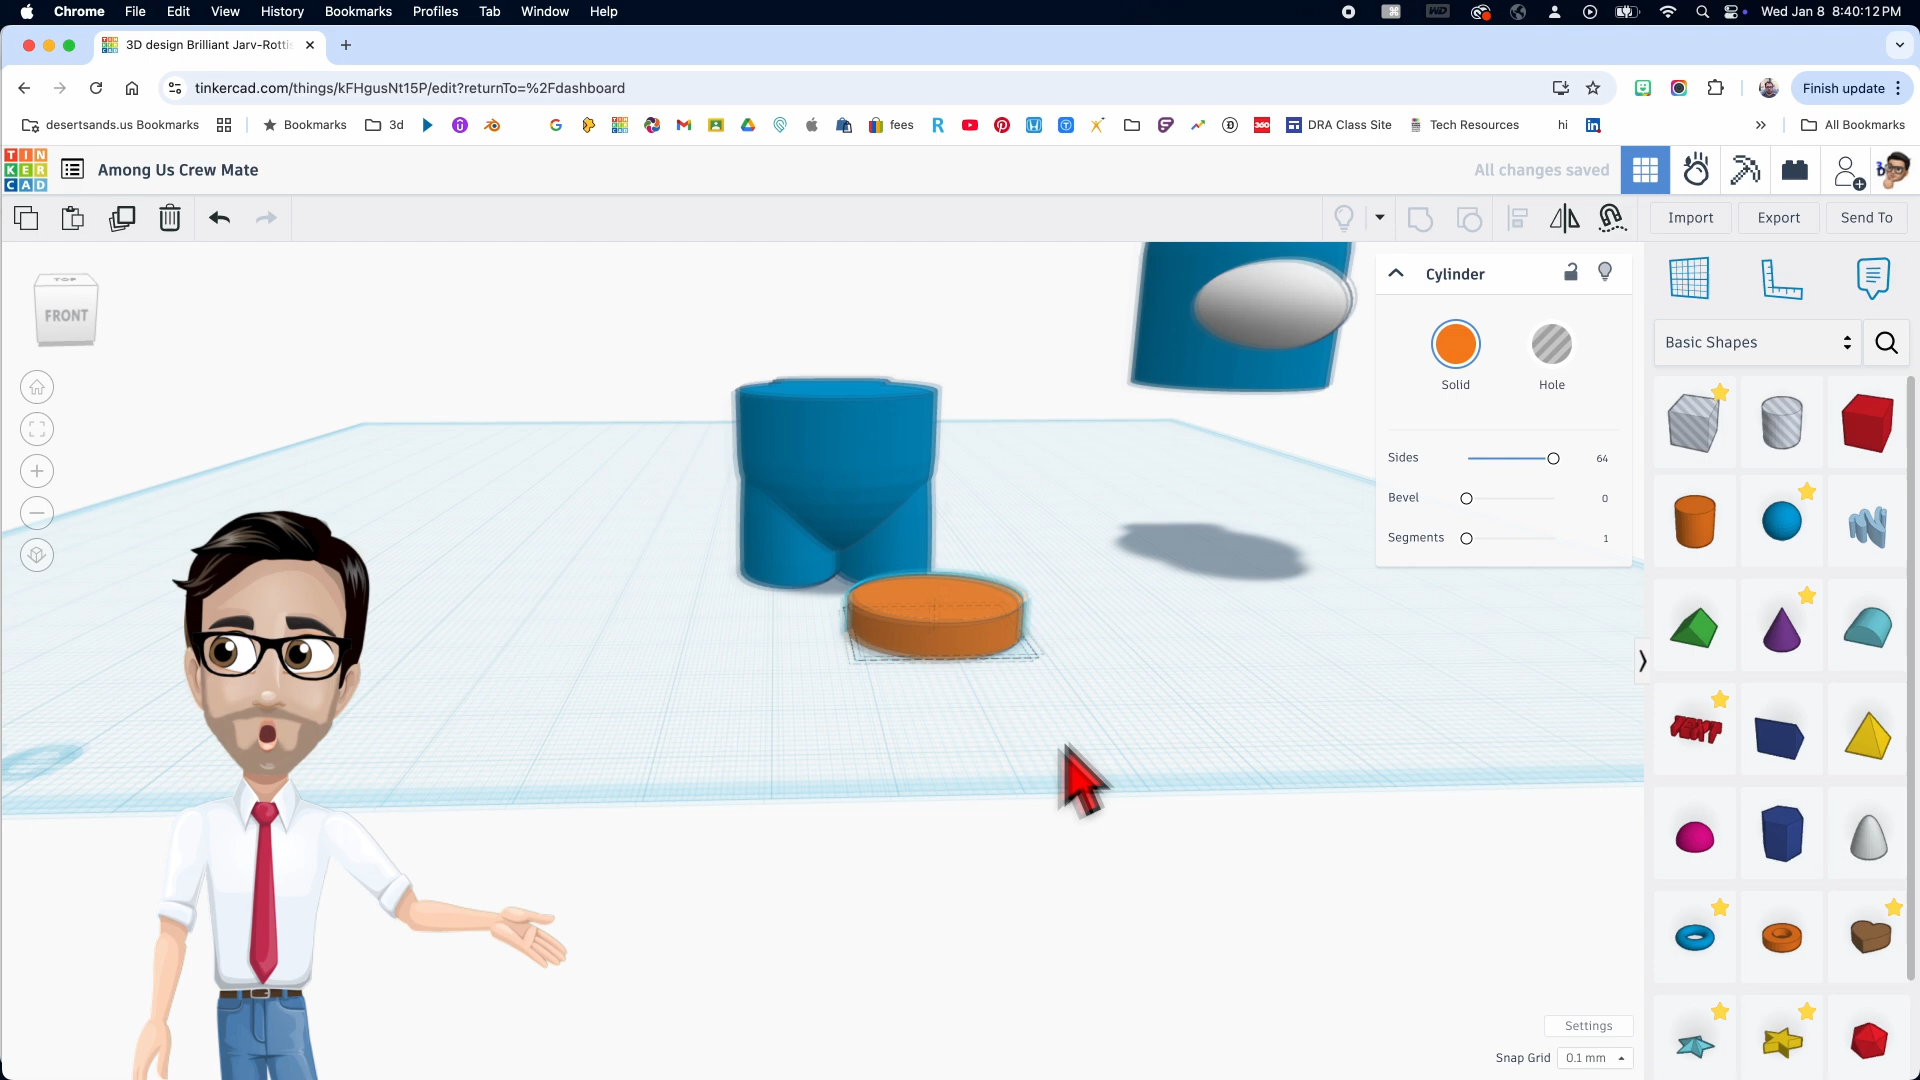 Chrome File Edit View History Bookmarks Profiles Tab Window Help Wed Jan 8 8:40:12 PM
3D design Brilliant Jarv-Rotti
tinkercad.com/things/kFHgusNt15P/edit?returnTo=%2Fdashboard Finish update
desertsands.us Bookmarks Bookmarks 3d fees DRA Class Site Tech Resources hi All Bookmarks
TIN
KER
CAD
Among Us Crew Mate All changes saved
Import Export Send To
TOP
FRONT
Cylinder
Solid Hole
Sides 64
Bevel 0
Segments 1
Basic Shapes
TEXT
Settings
Snap Grid 0.1 mm